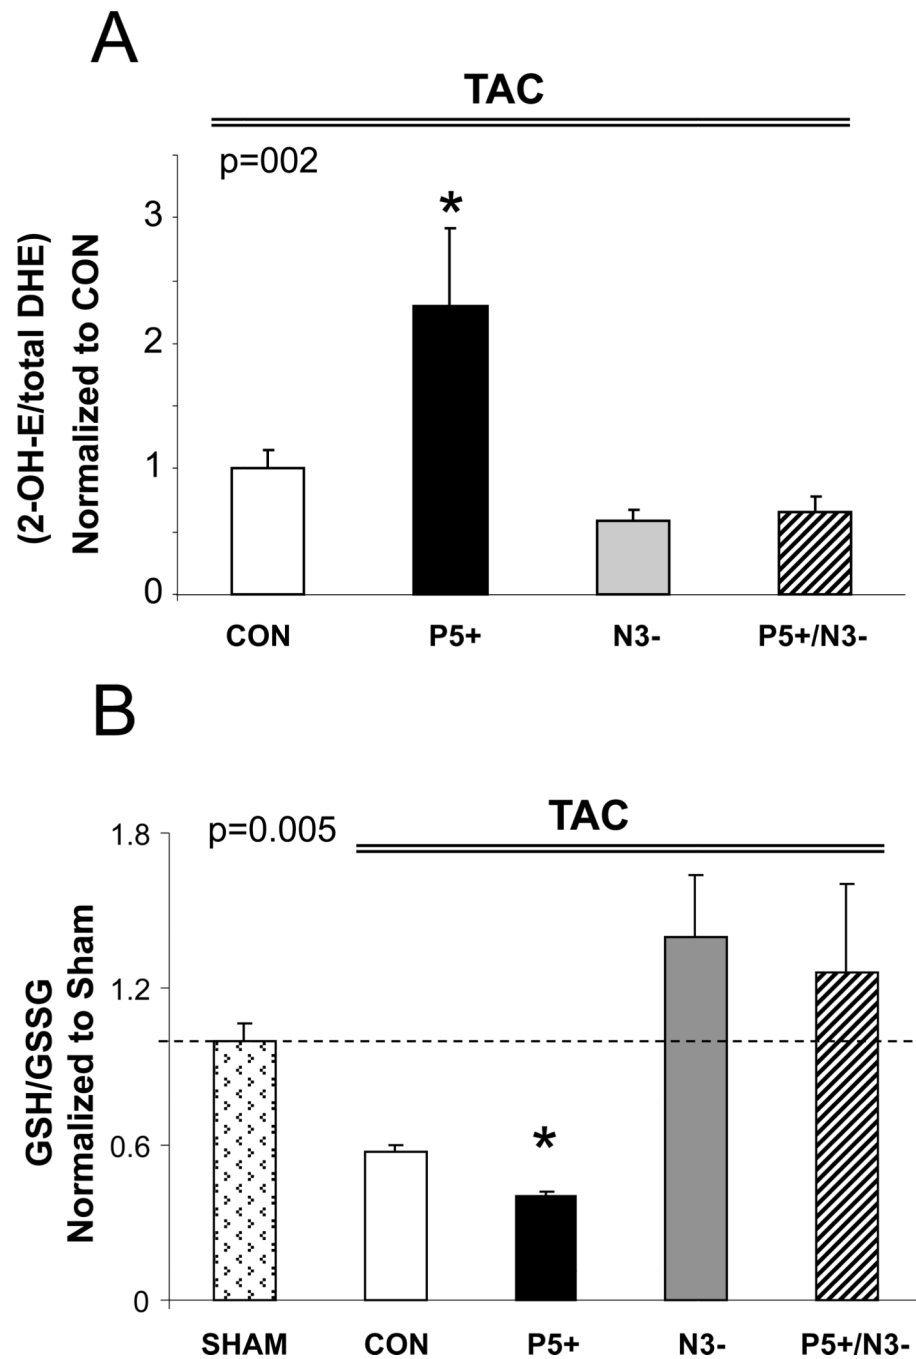 A
TAC
p=002
*
3
2
1
0
(2-OH-E/total DHE)
Normalized to CON
CON P5+ N3- P5+/N3-
B
TAC
p=0.005
1.8
1.2
0.6
0
*
GSH/GSSG
Normalized to Sham
SHAM CON P5+ N3- P5+/N3-